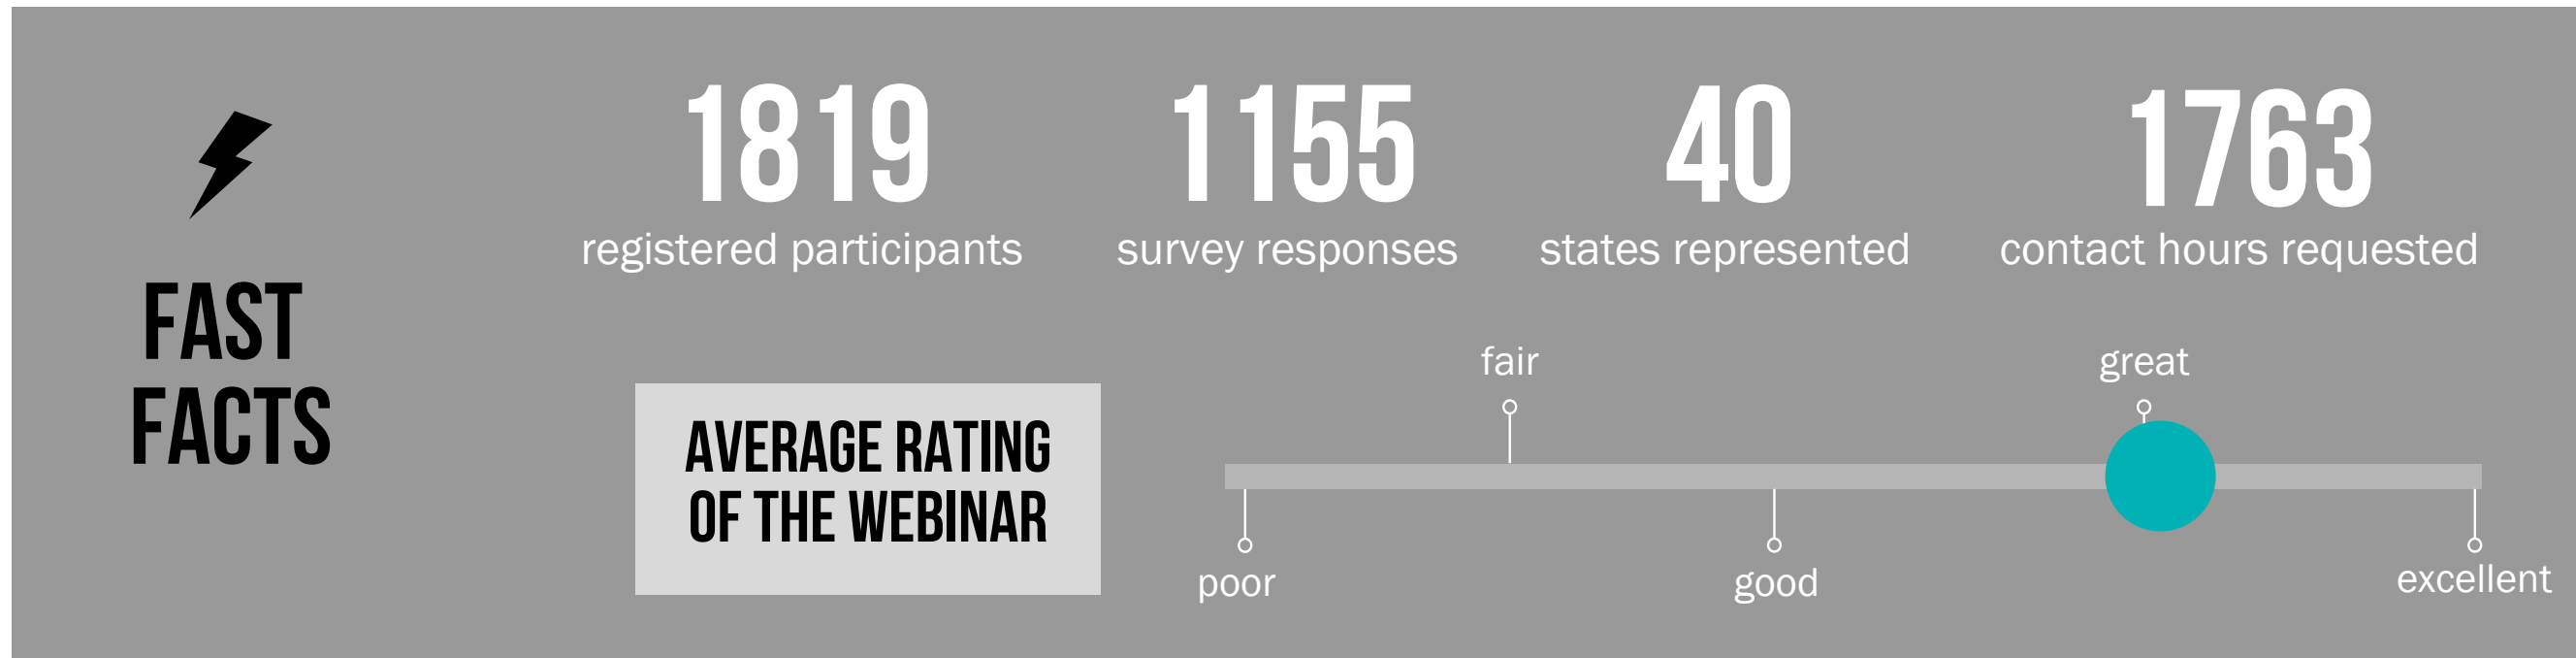 FAST
FACTS
1819
registered participants
1155
survey responses
40
states represented
1763
contact hours requested
AVERAGE RATING
OF THE WEBINAR
fair
great
poor
good
excellent